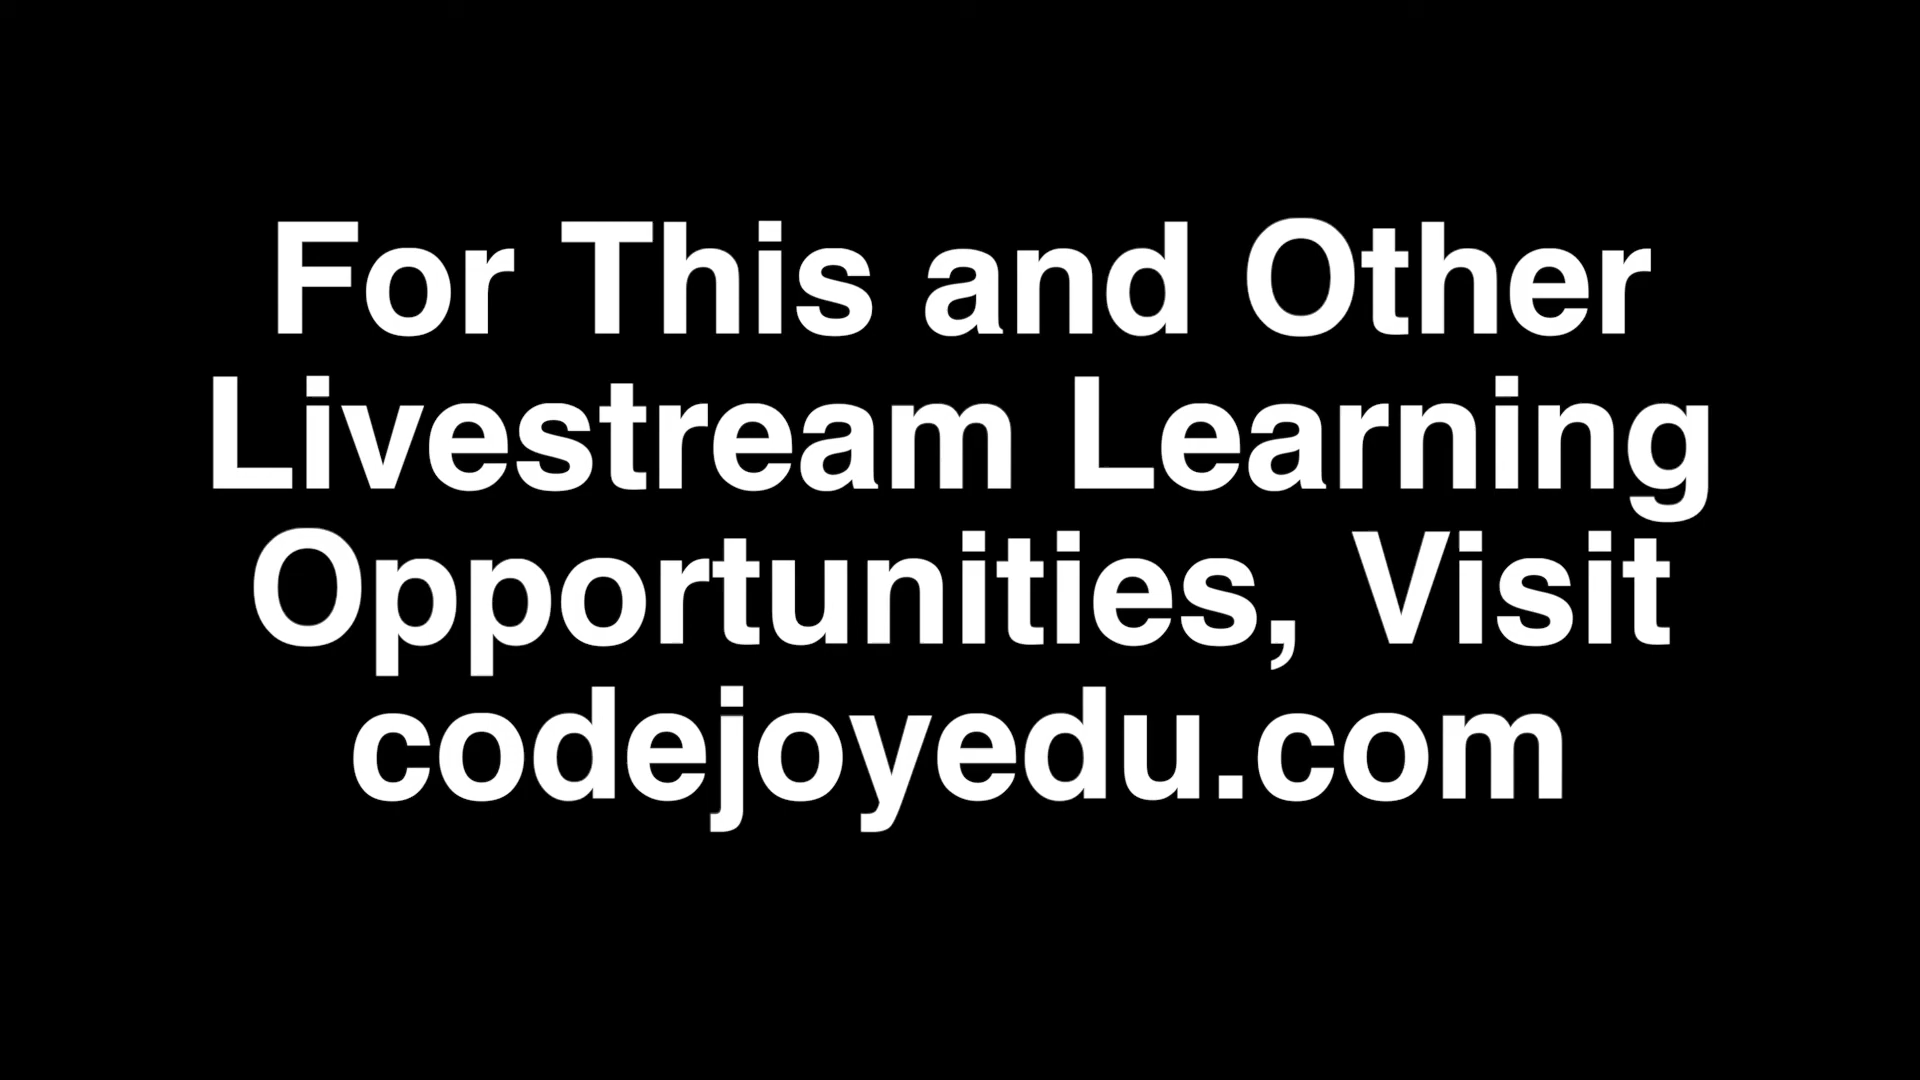 For This and Other
Livestream Learning
Opportunities, Visit
codejoyedu.com